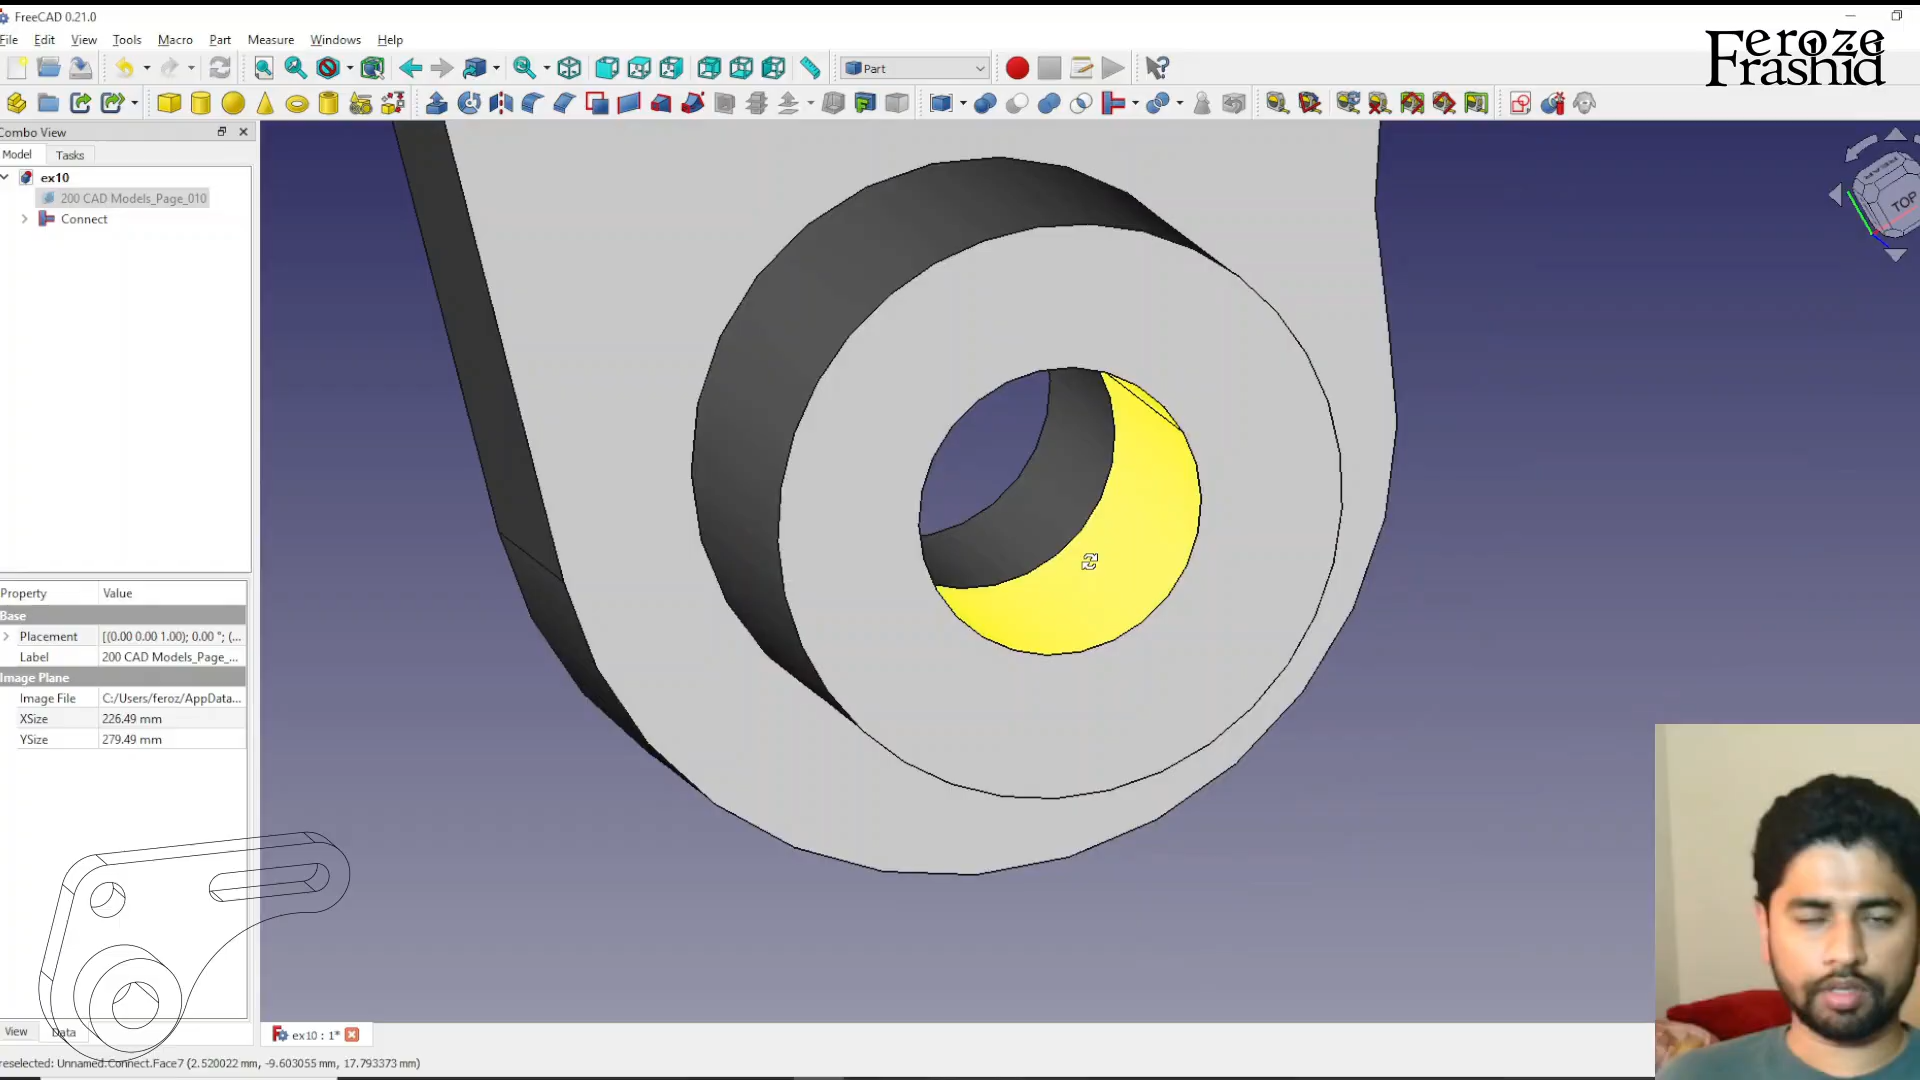 FreeCAD 0.21.0
Feroze
Frashid
File Edit View Tools Macro Part Measure Windows Help
Part
Combo View
Model Tasks
ex10
200 CAD Models_Page_010
Connect
TOP
REAR
Property Value
Base
Placement [(0.00 0.00 1.00); 0.00 °; (...
Label 200 CAD Models_Page_...
Image Plane
Image File C:/Users/feroz/AppData...
XSize 226.49 mm
YSize 279.49 mm
View Data
ex10 : 1*
reselected: Unnamed.Connect.Face7 (2.520022 mm, -9.603055 mm, 17.793373 mm)